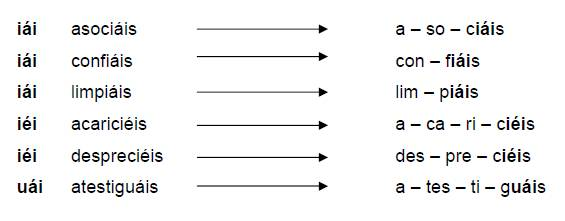 iái asociáis a – so – ciáis
iái confiáis con – fiáis
iái limpiáis lim – piáis
iéi acariciéis a – ca – ri – ciéis
iéi despreciéis des – pre – ciéis
uái atestiguáis a – tes – ti – guáis